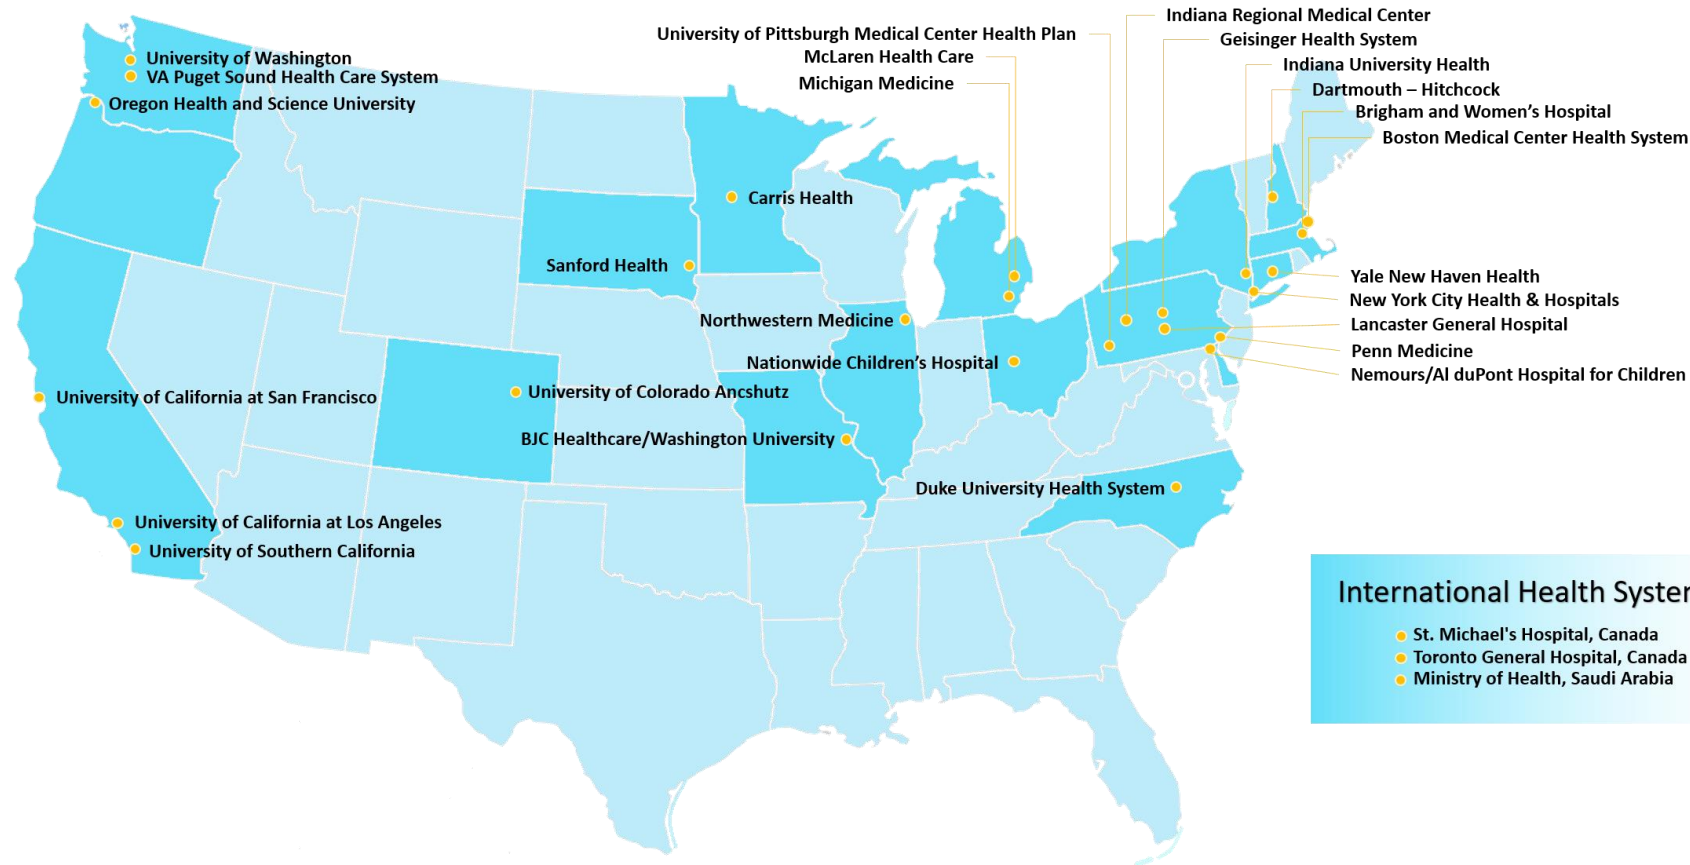 Indiana Regional Medical Center
University of Pittsburgh Medical Center Health Plan
Geisinger Health System
McLaren Health Care
Indiana University Health
Michigan Medicine
Dartmouth – Hitchcock
Brigham and Women’s Hospital
Boston Medical Center Health System
University of Washington
VA Puget Sound Health Care System
Oregon Health and Science University
Carris Health
Sanford Health
Yale New Haven Health
New York City Health & Hospitals
Northwestern Medicine
Lancaster General Hospital
Penn Medicine
Nationwide Children’s Hospital
Nemours/Al duPont Hospital for Children
University of Colorado Ancshutz
University of California at San Francisco
BJC Healthcare/Washington University
Duke University Health System
University of California at Los Angeles
University of Southern California
International Health System
St. Michael's Hospital, Canada
Toronto General Hospital, Canada
Ministry of Health, Saudi Arabia